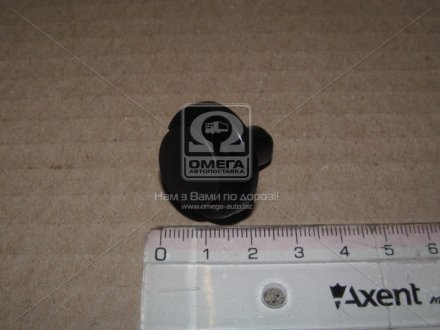 ОМЕГА
АВТОПОСТАВКА
Нам з Вами по дорозі!
www.omega-auto.biz
0 1 2 3 4 5 6
Axent